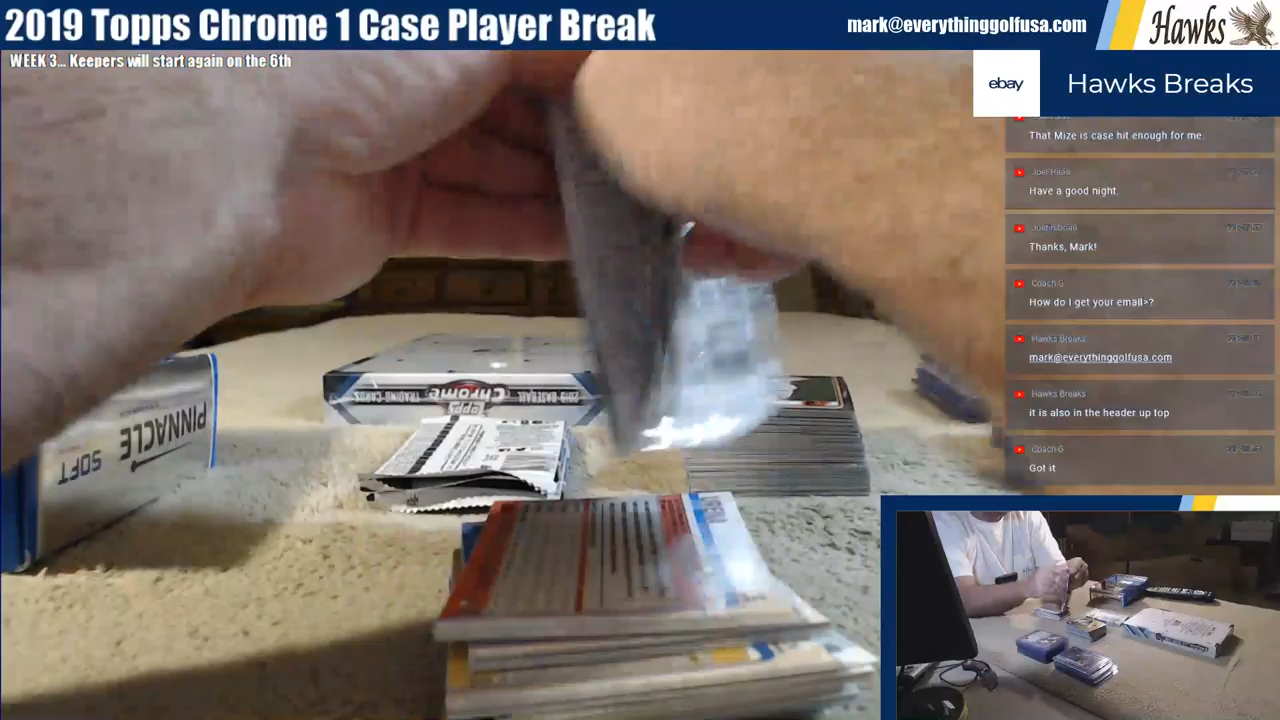 2019 Topps Chrome 1 Case Player Break
mark@everythinggolfusa.com
Hawks
WEEK 3... Keepers will start again on the 6th
ebay
Hawks Breaks
That Mize is case hit enough for me.
Joel Haas
Have a good night.
Thanks, Mark!
Coach G
How do I get your email>?
Hawks Breaks
mark@everythinggolfusa.com
Hawks Breaks
it is also in the header up top
Coach G
Got it
2019 BASEBALL
Topps
Chrome
TRADING CARDS
PINNACLE
SOFT